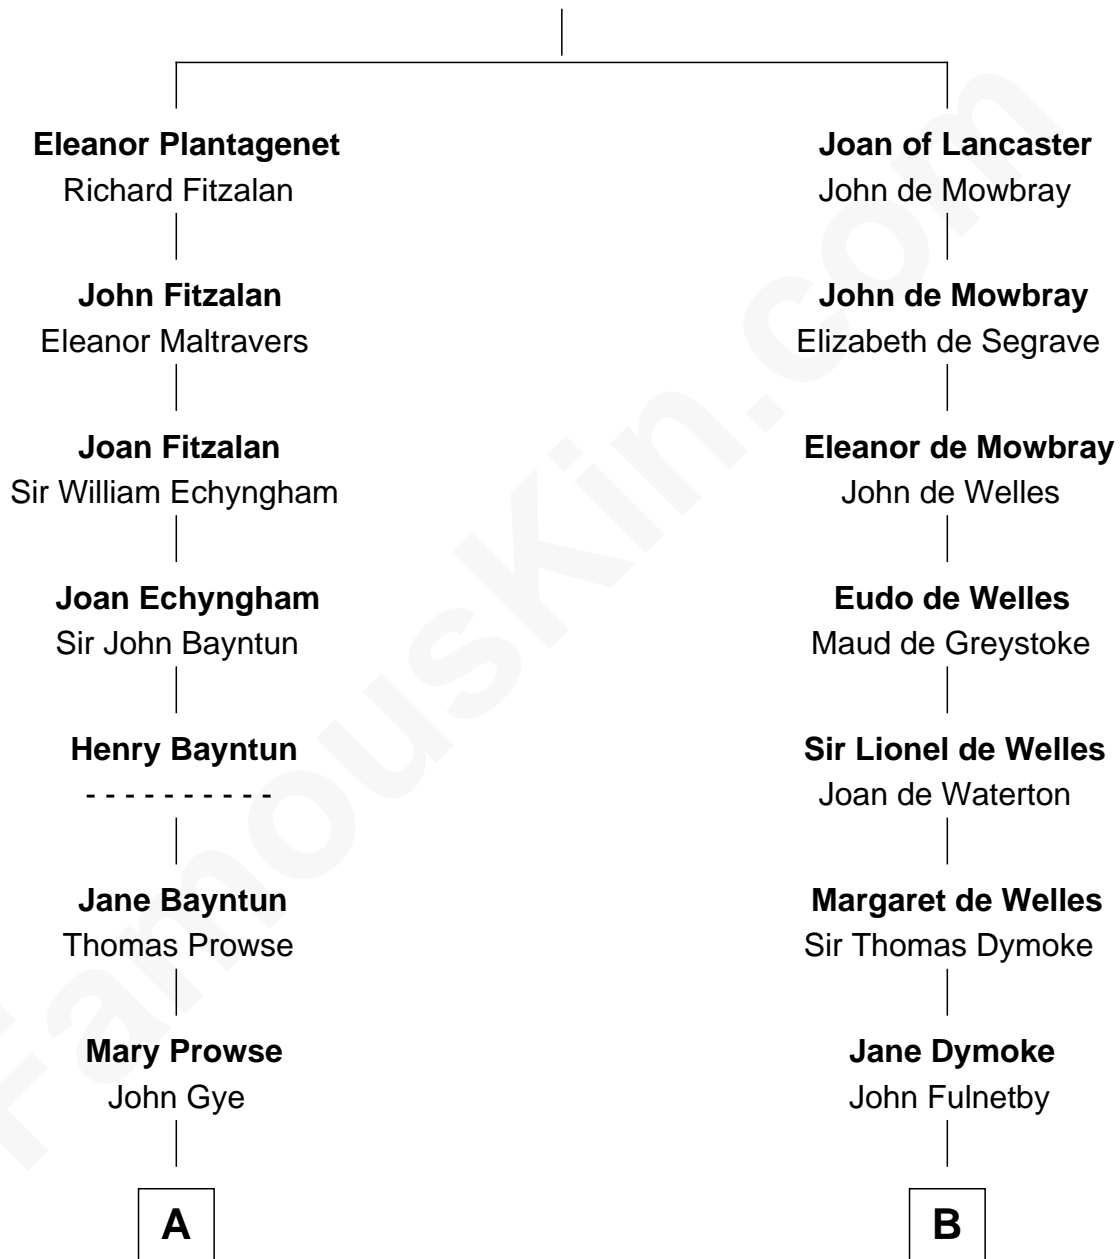 Eleanor Plantagenet
Richard Fitzalan
John Fitzalan
Eleanor Maltravers
Joan Fitzalan
Sir William Echyngham
Joan Echyngham
Sir John Bayntun
Henry Bayntun
- - - - - - - - - -
Jane Bayntun
Thomas Prowse
Mary Prowse
John Gye
A
Joan of Lancaster
John de Mowbray
John de Mowbray
Elizabeth de Segrave
Eleanor de Mowbray
John de Welles
Eudo de Welles
Maud de Greystoke
Sir Lionel de Welles
Joan de Waterton
Margaret de Welles
Sir Thomas Dymoke
Jane Dymoke
John Fulnetby
B
FamousKin.com